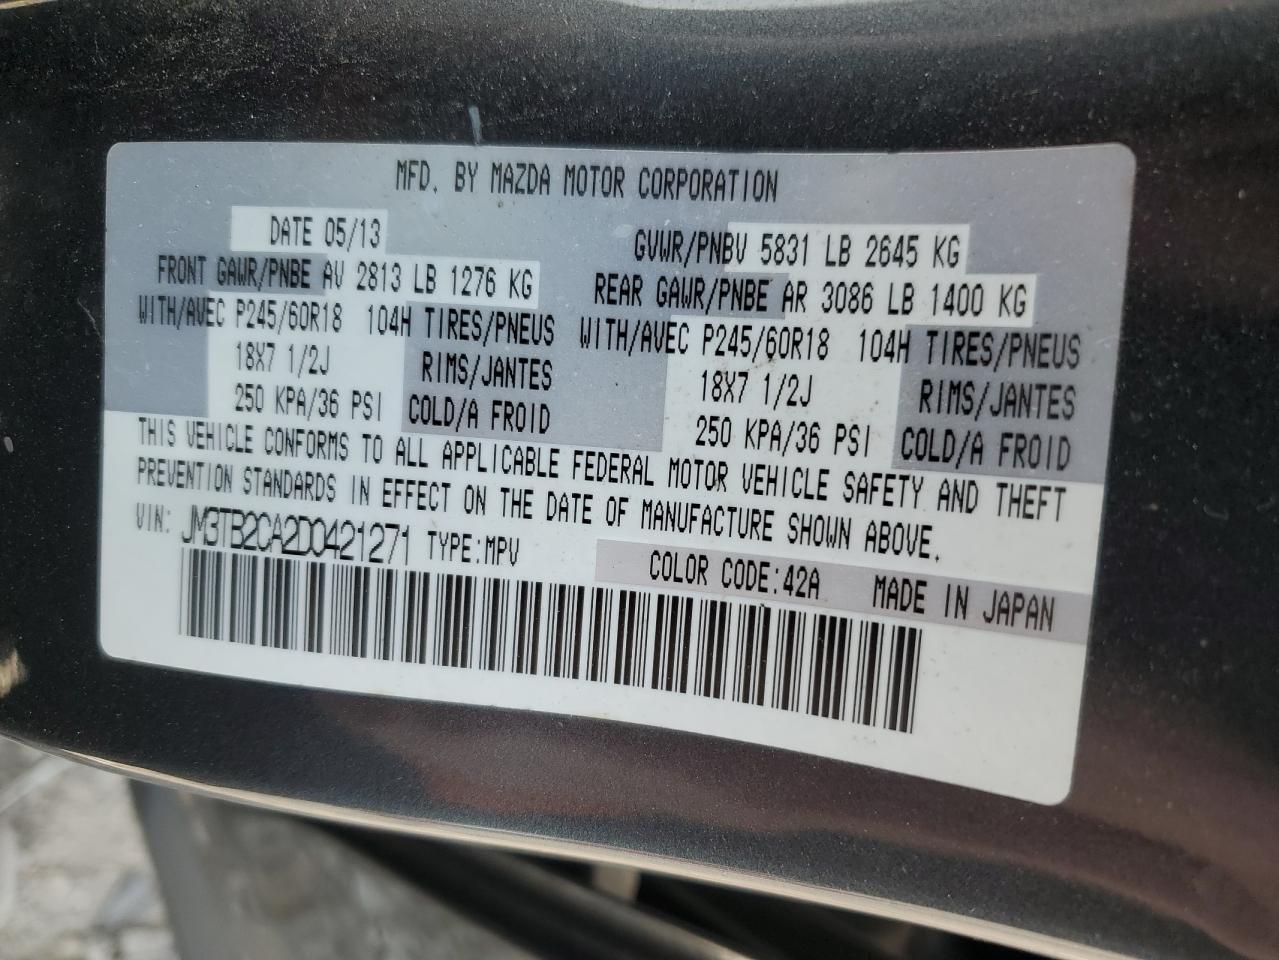 MFD. BY MAZDA MOTOR CORPORATION
DATE 05/13 GVWR/PNBV 5831 LB 2645 KG
FRONT GAWR/PNBE AV 2813 LB 1276 KG REAR GAWR/PNBE AR 3086 LB 1400 KG
WITH/AVEC P245/60R18 104H TIRES/PNEUS WITH/AVEC P245/60R18 104H TIRES/PNEUS
18X7 1/2J RIMS/JANTES 18X7 1/2J RIMS/JANTES
250 KPA/36 PSI COLD/A FROID 250 KPA/36 PSI COLD/A FROID
THIS VEHICLE CONFORMS TO ALL APPLICABLE FEDERAL MOTOR VEHICLE SAFETY AND THEFT
PREVENTION STANDARDS IN EFFECT ON THE DATE OF MANUFACTURE SHOWN ABOVE.
VIN: JM3TB2CA2D0421271 TYPE:MPV COLOR CODE:42A MADE IN JAPAN